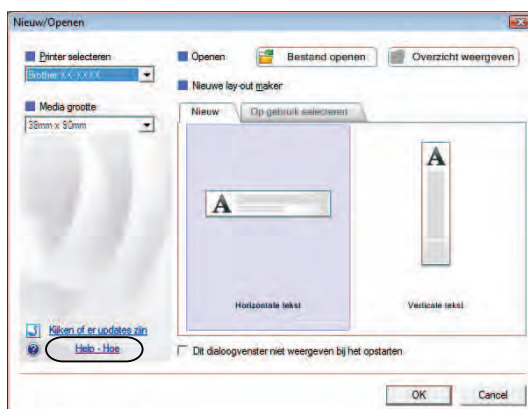 Nieuw/Openen
Printer selecteren
Brother XX-XXXX
Media grootte
38mm x 90mm
Kijken of er updates zijn
Help - Hoe
Openen
Bestand openen
Overzicht weergeven
Nieuwe lay-out maker
Nieuw
Op gebruik selecteren
A
Horizontale tekst
A
Verticale tekst
Dit dialoogvenster niet weergeven bij het opstarten
OK
Cancel